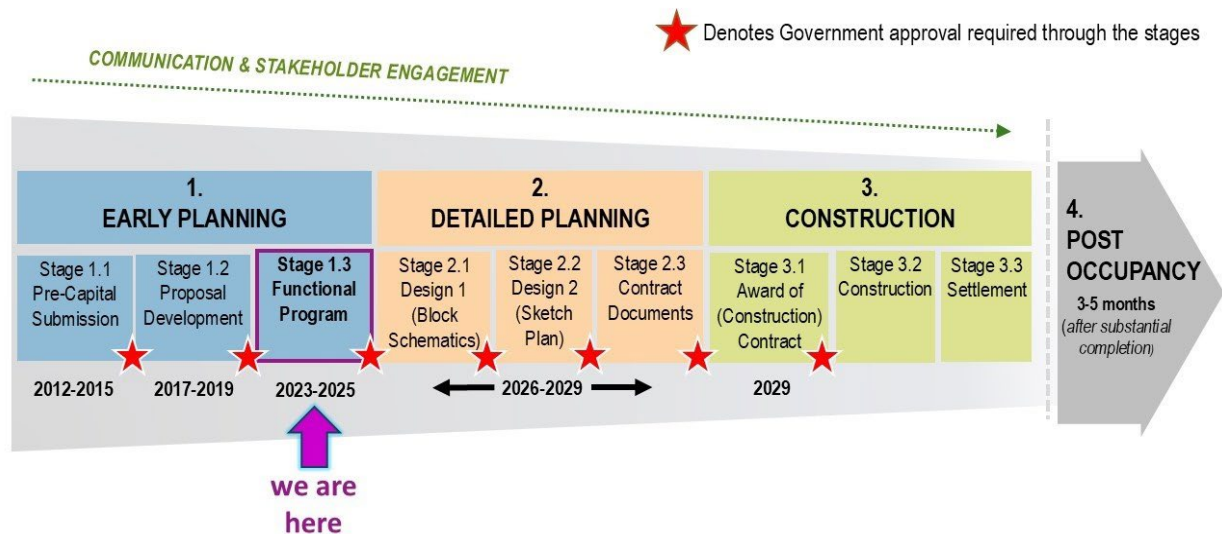 Denotes Government approval required through the stages
COMMUNICATION & STAKEHOLDER ENGAGEMENT
1.
EARLY PLANNING
2.
DETAILED PLANNING
3.
CONSTRUCTION
Stage 1.1
Pre-Capital
Submission
Stage 1.2
Proposal
Development
Stage 1.3
Functional
Program
Stage 2.1
Design 1
(Block
Schematics)
Stage 2.2
Design 2
(Sketch
Plan)
Stage 2.3
Contract
Documents
Stage 3.1
Award of
(Construction)
Contract
Stage 3.2
Construction
Stage 3.3
Settlement
4.
POST
OCCUPANCY
3-5 months
(after substantial
completion)
2012-2015
2017-2019
2023-2025
2026-2029
2029
we are
here